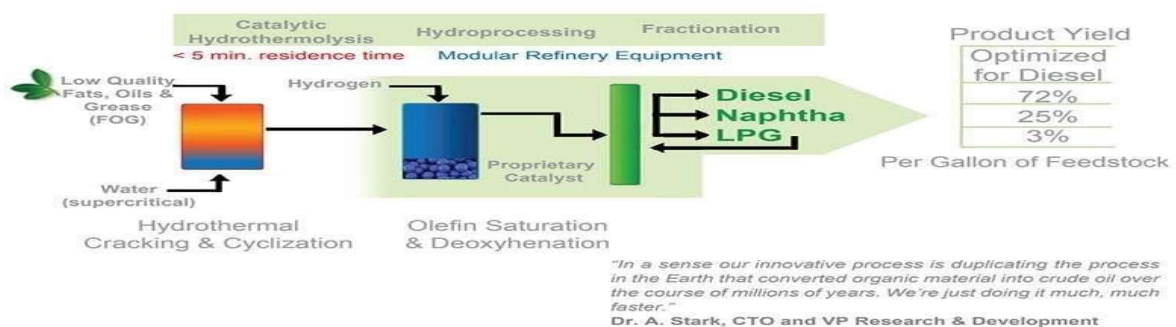 Catalytic
Hydrothermolysis
Hydroprocessing
Fractionation
< 5 min. residence time
Modular Refinery Equipment
Low Quality
Fats, Oils &
Grease
(FOG)
Hydrogen
Diesel
Naphtha
LPG
Proprietary
Catalyst
Water
(supercritical)
Hydrothermal
Cracking & Cyclization
Olefin Saturation
& Deoxyhenation
Product Yield
Optimized
for Diesel
72%
25%
3%
Per Gallon of Feedstock
"In a sense our innovative process is duplicating the process
in the Earth that converted organic material into crude oil over
the course of millions of years. We're just doing it much, much
faster."
Dr. A. Stark, CTO and VP Research & Development